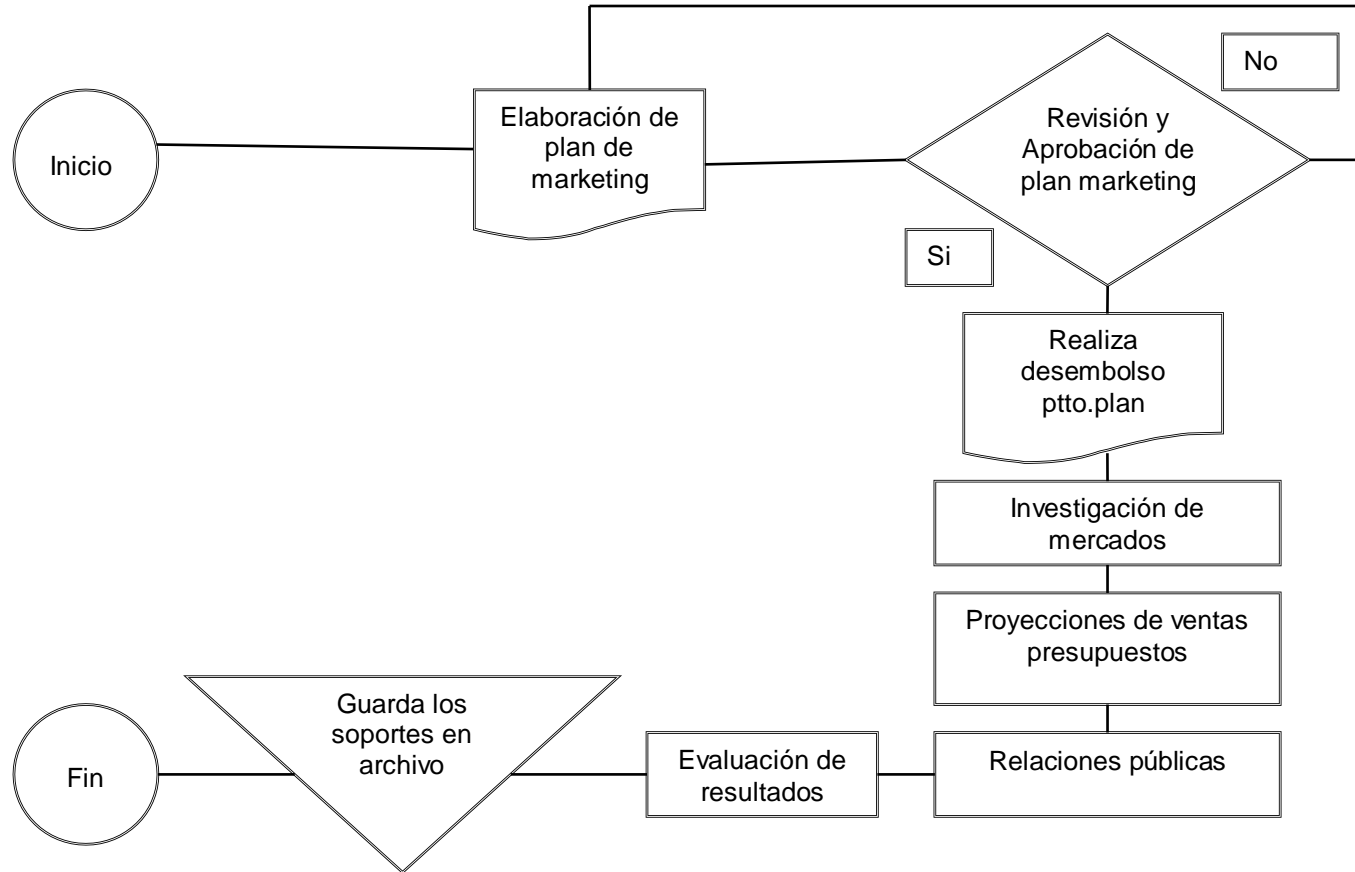 Inicio
Elaboración de
plan de
marketing
Revisión y
Aprobación de
plan marketing
No
Si
Realiza
desembolso
ptto.plan
Investigación de
mercados
Proyecciones de ventas
presupuestos
Relaciones públicas
Evaluación de
resultados
Guarda los
soportes en
archivo
Fin